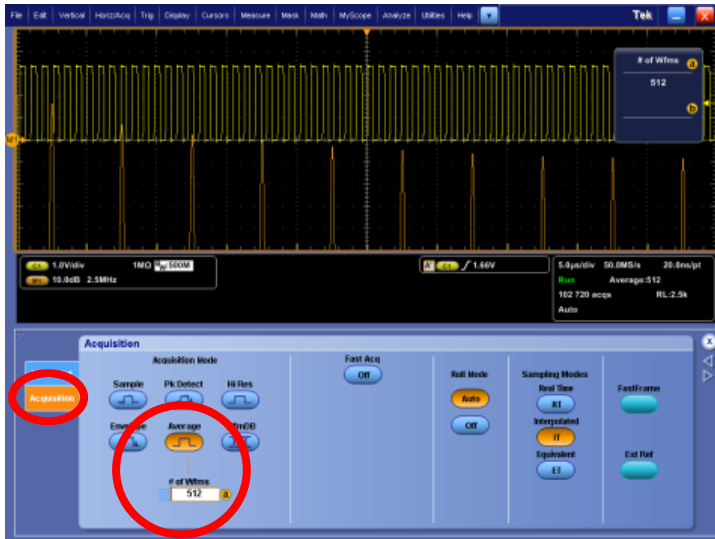 File Edit Vertical Horiz/Acq Trig Display Cursors Measure Mask Math MyScope Analyze Utilities Help Tek
# of Wfms a
512
b
M1
C1 1.0V/div 1MΩ BW:500M
M1 10.0dB 2.5MHz
A' C1 1.66V
5.0µs/div 50.0MS/s 20.0ns/pt
Run Average:512
102 720 acqs RL:2.5k
Auto
Acquisition
Acquisition
Acquisition Mode
Sample Pk Detect Hi Res
Average
# of Wfms
512 a
Fast Acq
Off
Roll Mode
Auto
Off
Sampling Modes
Real Time
RT
Interpolated
IT
Equivalent
ET
FastFrame
Ext Ref